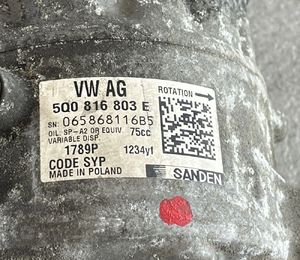 VW AG
ROTATION
5Q0 816 803 E
SN: 065868116B5
OIL: SP-A2 OR EQUIV. 75cc.
VARIABLE DISP.
1789P 1234yf
CODE SYP
MADE IN POLAND
SANDEN